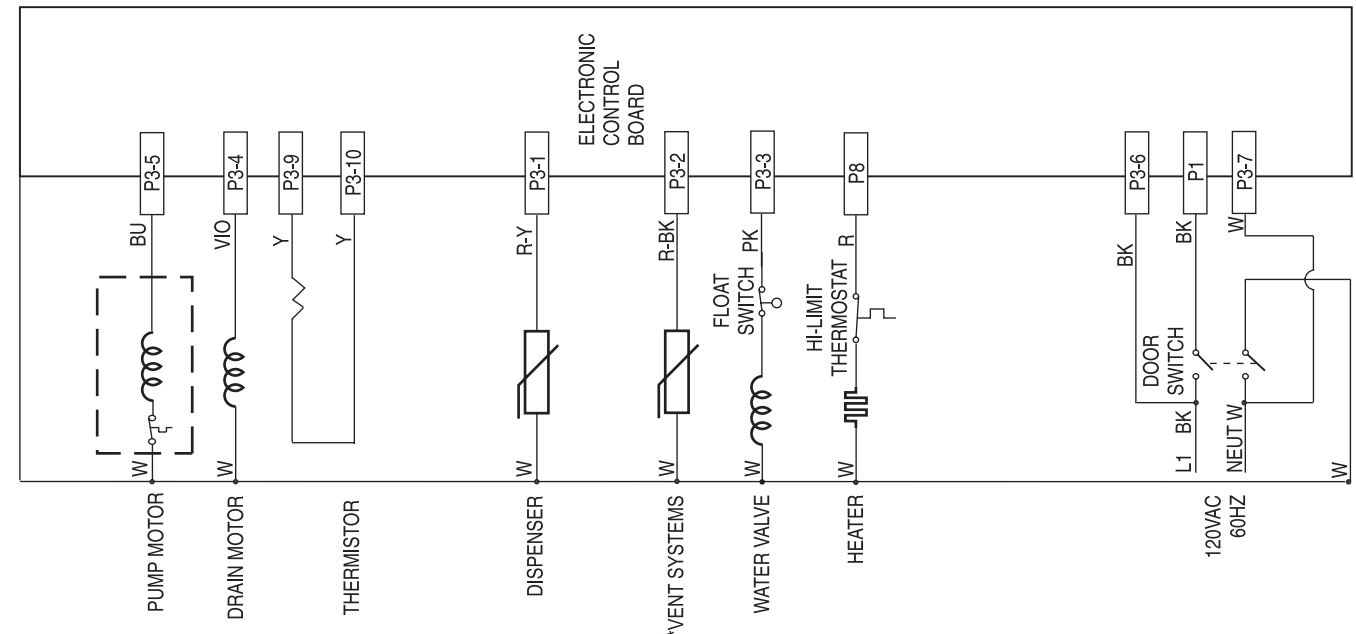 ELECTRONIC
CONTROL
BOARD
P3-5
P3-4
P3-9
P3-10
P3-1
P3-2
P3-3
P8
P3-6
P1
P3-7
BU
VIO
Y
Y
R-Y
R-BK
PK
R
BK
BK
W
FLOAT
SWITCH
HI-LIMIT
THERMOSTAT
DOOR
SWITCH
W
W
W
W
W
W
L1 BK
NEUT W
W
PUMP MOTOR
DRAIN MOTOR
THERMISTOR
DISPENSER
*VENT SYSTEMS
WATER VALVE
HEATER
120VAC
60HZ